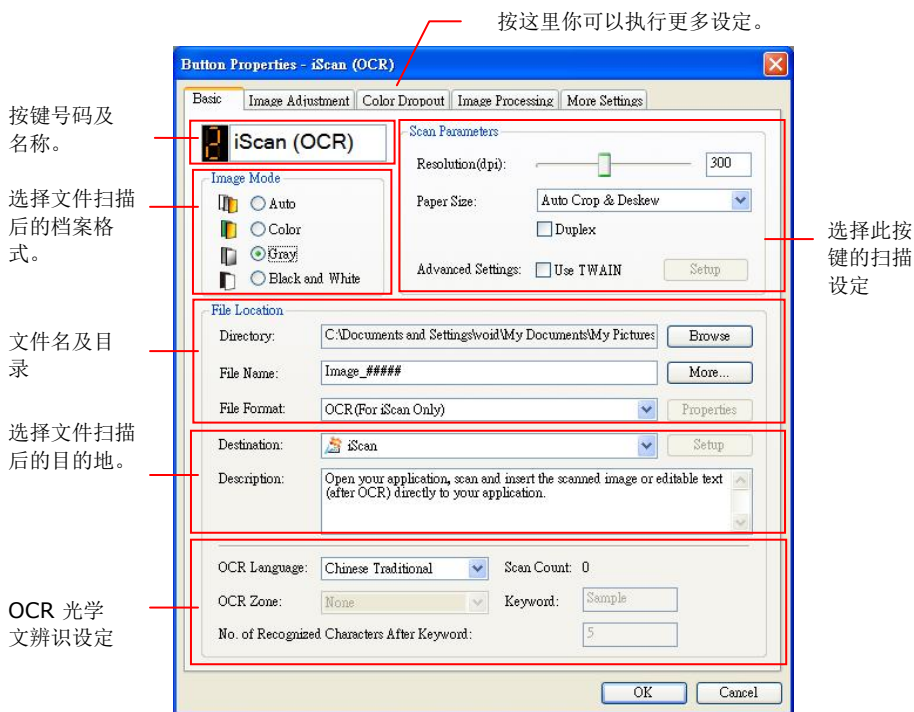 按这里你可以执行更多设定。
Button Properties - iScan (OCR)
Basic Image Adjustment Color Dropout Image Processing More Settings
按键号码及
名称。
2 iScan (OCR)
选择文件扫描
后的档案格
式。
Image Mode
Auto
Color
Gray
Black and White
Scan Parameters
Resolution(dpi): 300
Paper Size: Auto Crop & Deskew
Duplex
Advanced Settings: Use TWAIN Setup
选择此按
键的扫描
设定
文件名及目
录
File Location
Directory: C:\Documents and Settings\void\My Documents\My Pictures Browse
File Name: Image_##### More...
File Format: OCR(For iScan Only) Properties
选择文件扫描
后的目的地。
Destination: iScan Setup
Description: Open your application, scan and insert the scanned image or editable text
(after OCR) directly to your application.
OCR 光学
文辨识设定
OCR Language: Chinese Traditional Scan Count: 0
OCR Zone: None Keyword: Sample
No. of Recognized Characters After Keyword: 5
OK Cancel